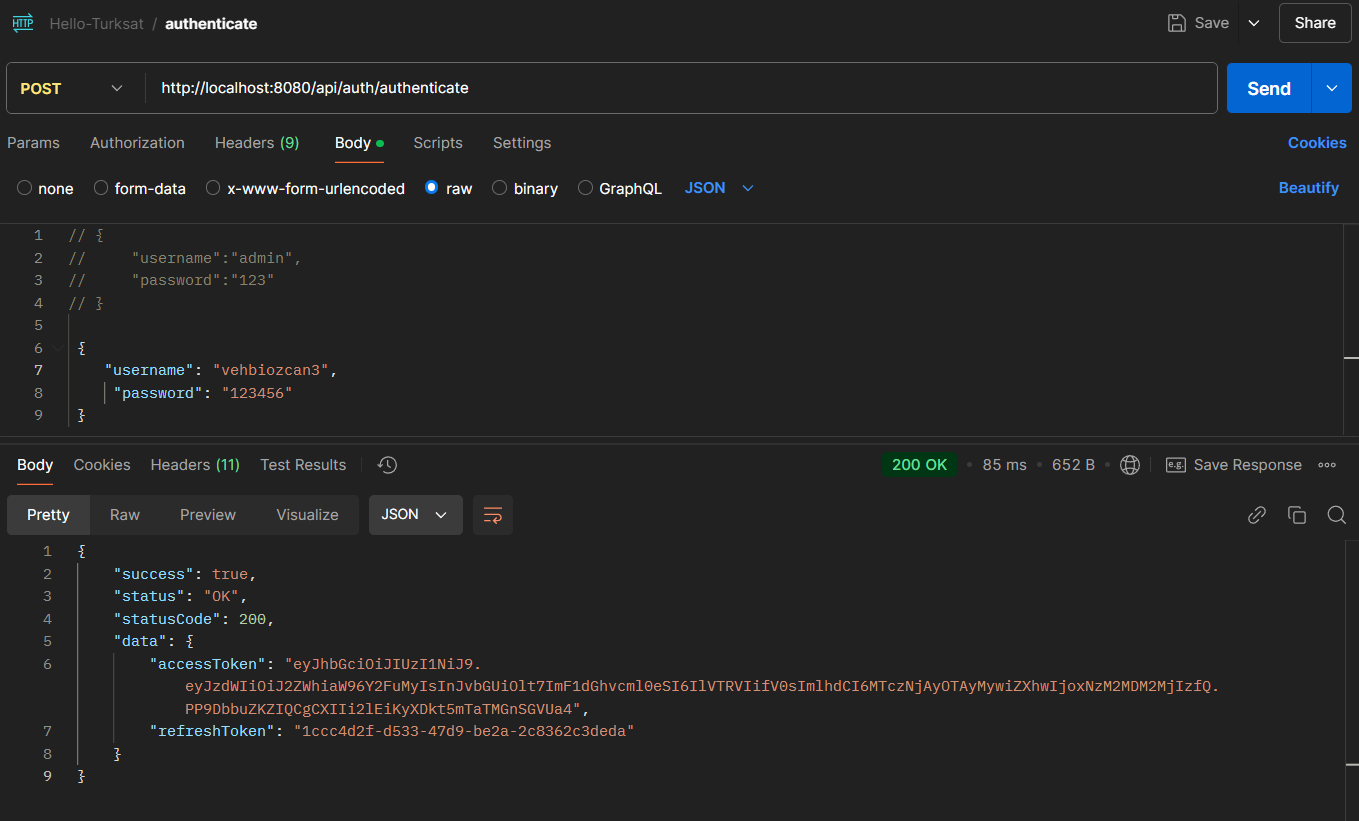 HTTP Hello-Turksat / authenticate Save Share
POST http://localhost:8080/api/auth/authenticate Send
Params Authorization Headers (9) Body Scripts Settings Cookies
none form-data x-www-form-urlencoded raw binary GraphQL JSON Beautify
1 // {
2 //     "username":"admin",
3 //     "password":"123"
4 // }
5
6 {
7 "username": "vehbiozcan3",
8 "password": "123456"
9 }
Body Cookies Headers (11) Test Results 200 OK • 85 ms • 652 B • e.g. Save Response
Pretty Raw Preview Visualize JSON
1 {
2 "success": true,
3 "status": "OK",
4 "statusCode": 200,
5 "data": {
6 "accessToken": "eyJhbGciOiJIUzI1NiJ9.
eyJzdWIiOiJ2ZWhiaW96Y2FuMyIsInJvbGUiOlt7ImF1dGhvcml0eSI6IlVTRVIifV0sImlhdCI6MTczNjAyOTAyMywiZXhwIjoxNzM2MDM2MjIzfQ.
PP9DbbuZKZIQCgCXIIi2lEiKyXDkt5mTaTMGnSGVUa4",
7 "refreshToken": "1ccc4d2f-d533-47d9-be2a-2c8362c3deda"
8 }
9 }